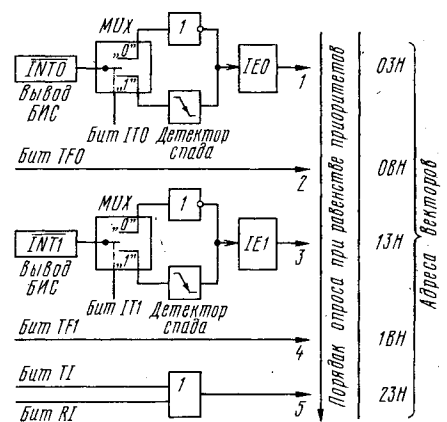 MUX
„0"
1
INT0
IE0
1
03H
Вывод
БИС
„1"
Бит IT0
Детектор
спада
Бит TF0
2
0BH
MUX
„0"
1
INT1
IE1
3
13H
Вывод
БИС
„1"
Бит IT1
Детектор
спада
Бит TF1
4
1BH
Бит TI
1
5
23H
Бит RI
Порядак опроса при равенстве приоритетов
Адреса векторов